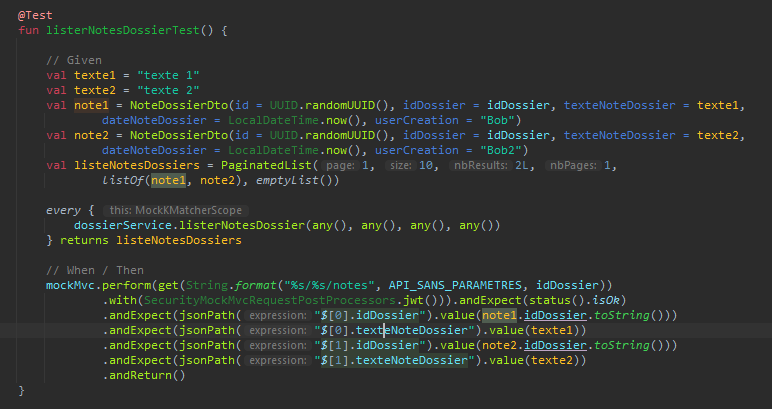 @Test
fun listerNotesDossierTest() {
// Given
val texte1 = "texte 1"
val texte2 = "texte 2"
val note1 = NoteDossierDto(id = UUID.randomUUID(), idDossier = idDossier, texteNoteDossier = texte1,
dateNoteDossier = LocalDateTime.now(), userCreation = "Bob")
val note2 = NoteDossierDto(id = UUID.randomUUID(), idDossier = idDossier, texteNoteDossier = texte2,
dateNoteDossier = LocalDateTime.now(), userCreation = "Bob2")
val listeNotesDossiers = PaginatedList( page: 1, size: 10, nbResults: 2L, nbPages: 1,
listOf(note1, note2), emptyList())
every { this: MockKMatcherScope
dossierService.listerNotesDossier(any(), any(), any(), any())
} returns listeNotesDossiers
// When / Then
mockMvc.perform(get(String.format("%s/%s/notes", API_SANS_PARAMETRES, idDossier))
.with(SecurityMockMvcRequestPostProcessors.jwt())).andExpect(status().isOk)
.andExpect(jsonPath( expression: "$[0].idDossier").value(note1.idDossier.toString()))
.andExpect(jsonPath( expression: "$[0].texteNoteDossier").value(texte1))
.andExpect(jsonPath( expression: "$[1].idDossier").value(note2.idDossier.toString()))
.andExpect(jsonPath( expression: "$[1].texteNoteDossier").value(texte2))
.andReturn()
}